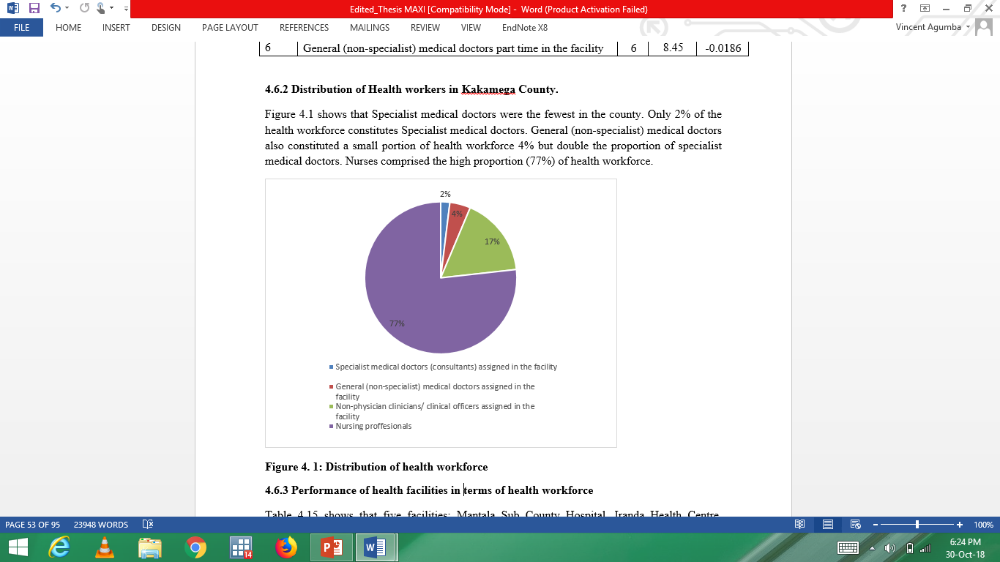 Edited_Thesis MAXI [Compatibility Mode] - Word (Product Activation Failed)
FILE HOME INSERT DESIGN PAGE LAYOUT REFERENCES MAILINGS REVIEW VIEW EndNote X8 Vincent Agumba
6 General (non-specialist) medical doctors part time in the facility 6 8.45 -0.0186
4.6.2 Distribution of Health workers in Kakamega County.
Figure 4.1 shows that Specialist medical doctors were the fewest in the county. Only 2% of the
health workforce constitutes Specialist medical doctors. General (non-specialist) medical doctors
also constituted a small portion of health workforce 4% but double the proportion of specialist
medical doctors. Nurses comprised the high proportion (77%) of health workforce.
2%
4%
17%
77%
Specialist medical doctors (consultants) assigned in the facility
General (non-specialist) medical doctors assigned in the
facility
Non-physician clinicians/ clinical officers assigned in the
facility
Nursing proffesionals
Figure 4. 1: Distribution of health workforce
4.6.3 Performance of health facilities in terms of health workforce
Table 4.15 shows that five facilities; Mantala Sub County Hospital, Iranda Health Centre,
PAGE 53 OF 95 23948 WORDS 100%
14
6:24 PM
30-Oct-18